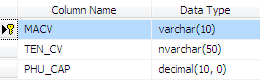 Column Name Data Type
MACV varchar(10)
TEN_CV nvarchar(50)
PHU_CAP decimal(10, 0)